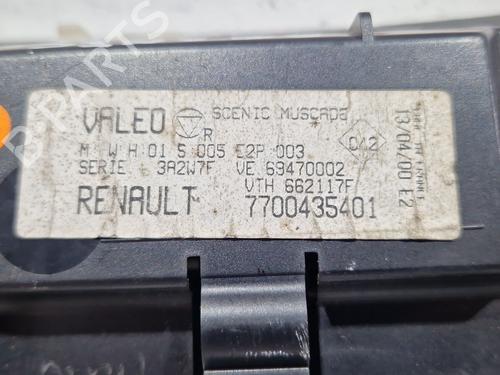 VALEO R SCENIC MUSCADE
M W H 01 5 005 E2P 003
SERIE 3A2W7F VE 69470002
VTH 662117F
RENAULT 7700435401
13/04/00 E2